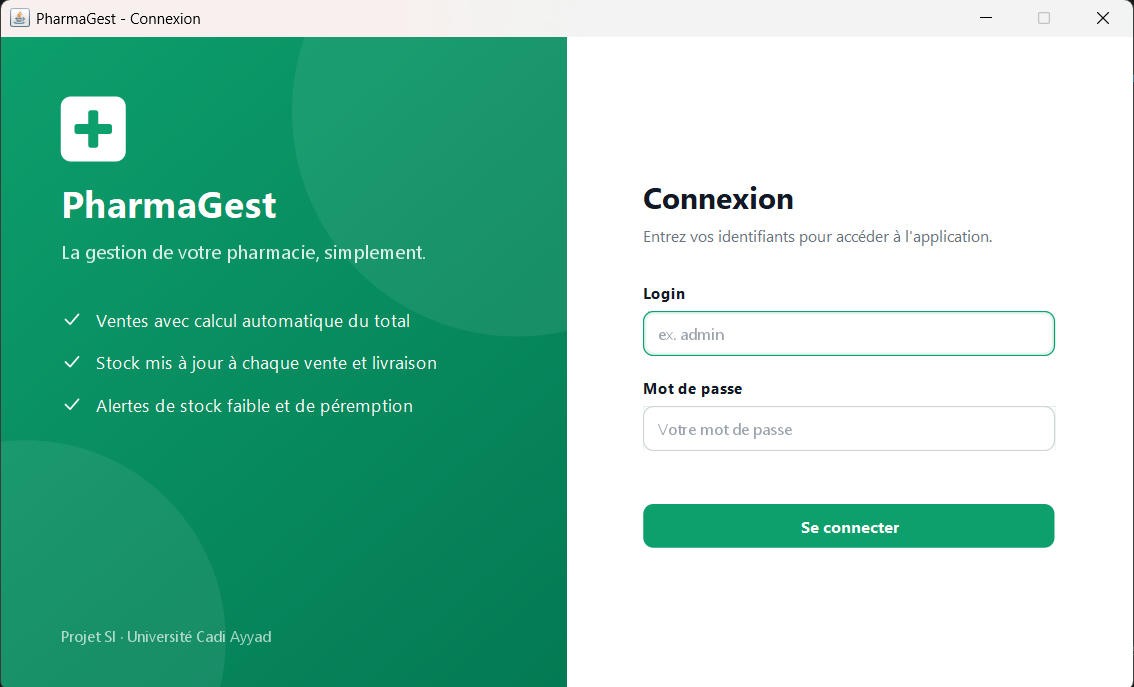 PharmaGest - Connexion
PharmaGest
La gestion de votre pharmacie, simplement.
Ventes avec calcul automatique du total
Stock mis à jour à chaque vente et livraison
Alertes de stock faible et de péremption
Projet SI · Université Cadi Ayyad
Connexion
Entrez vos identifiants pour accéder à l'application.
Login
ex. admin
Mot de passe
Votre mot de passe
Se connecter